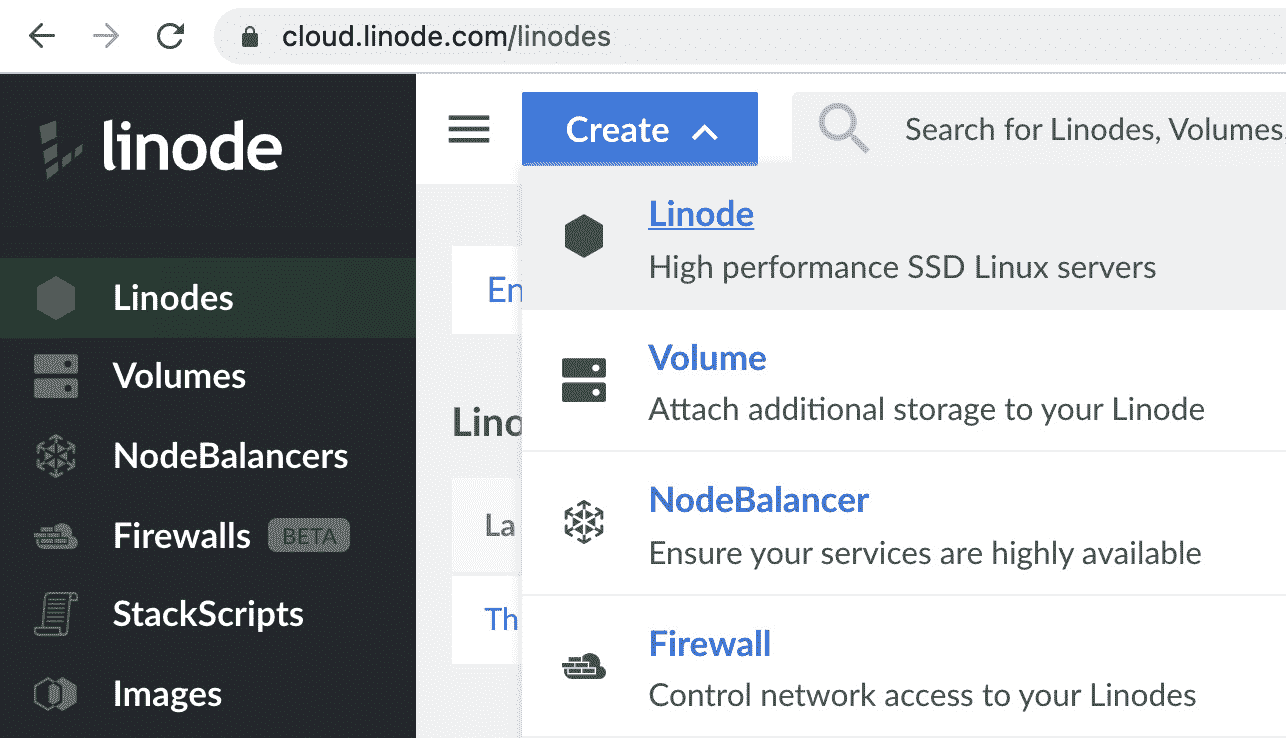 cloud.linode.com/linodes
linode
Create
Search for Linodes, Volumes,
Linodes
Volumes
NodeBalancers
Firewalls BETA
StackScripts
Images
En
Lino
La
Th
Linode
High performance SSD Linux servers
Volume
Attach additional storage to your Linode
NodeBalancer
Ensure your services are highly available
Firewall
Control network access to your Linodes